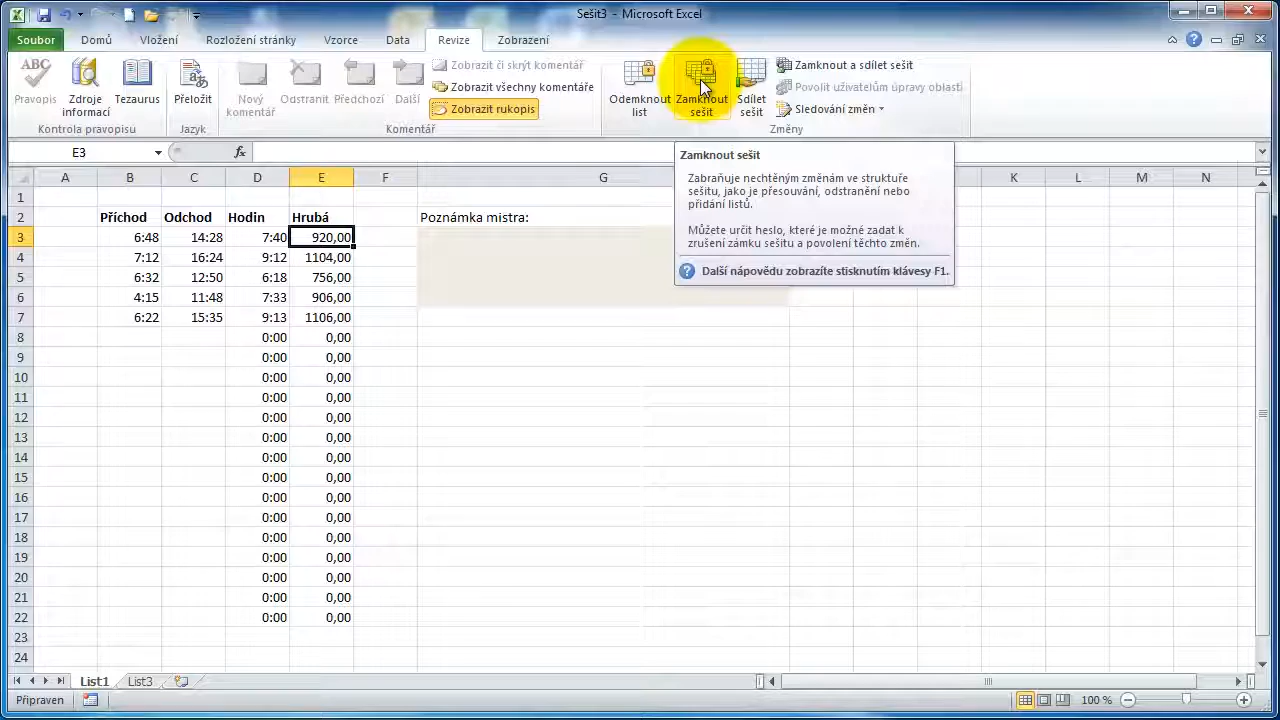 Sešit3 - Microsoft Excel
Soubor Domů Vložení Rozložení stránky Vzorce Data Revize Zobrazení
ABC
Pravopis
Zdroje informací
Tezaurus
Kontrola pravopisu
Přeložit
Jazyk
Nový komentář
Odstranit
Předchozí
Další
Zobrazit či skrýt komentář
Zobrazit všechny komentáře
Zobrazit rukopis
Komentář
Odemknout list
Zamknout sešit
Sdílet sešit
Zamknout a sdílet sešit
Povolit uživatelům úpravy oblastí
Sledování změn
Změny
E3 fx
Zamknout sešit
Zabraňuje nechtěným změnám ve struktuře
sešitu, jako je přesouvání, odstranění nebo
přidání listů.
Můžete určit heslo, které je možné zadat k
zrušení zámku sešitu a povolení těchto změn.
Další nápovědu zobrazíte stisknutím klávesy F1.
A B C D E F G K L M N
1
2 Příchod Odchod Hodin Hrubá Poznámka mistra:
3 6:48 14:28 7:40 920,00
4 7:12 16:24 9:12 1104,00
5 6:32 12:50 6:18 756,00
6 4:15 11:48 7:33 906,00
7 6:22 15:35 9:13 1106,00
8 0:00 0,00
9 0:00 0,00
10 0:00 0,00
11 0:00 0,00
12 0:00 0,00
13 0:00 0,00
14 0:00 0,00
15 0:00 0,00
16 0:00 0,00
17 0:00 0,00
18 0:00 0,00
19 0:00 0,00
20 0:00 0,00
21 0:00 0,00
22 0:00 0,00
23
24
List1 List3
Připraven 100 %